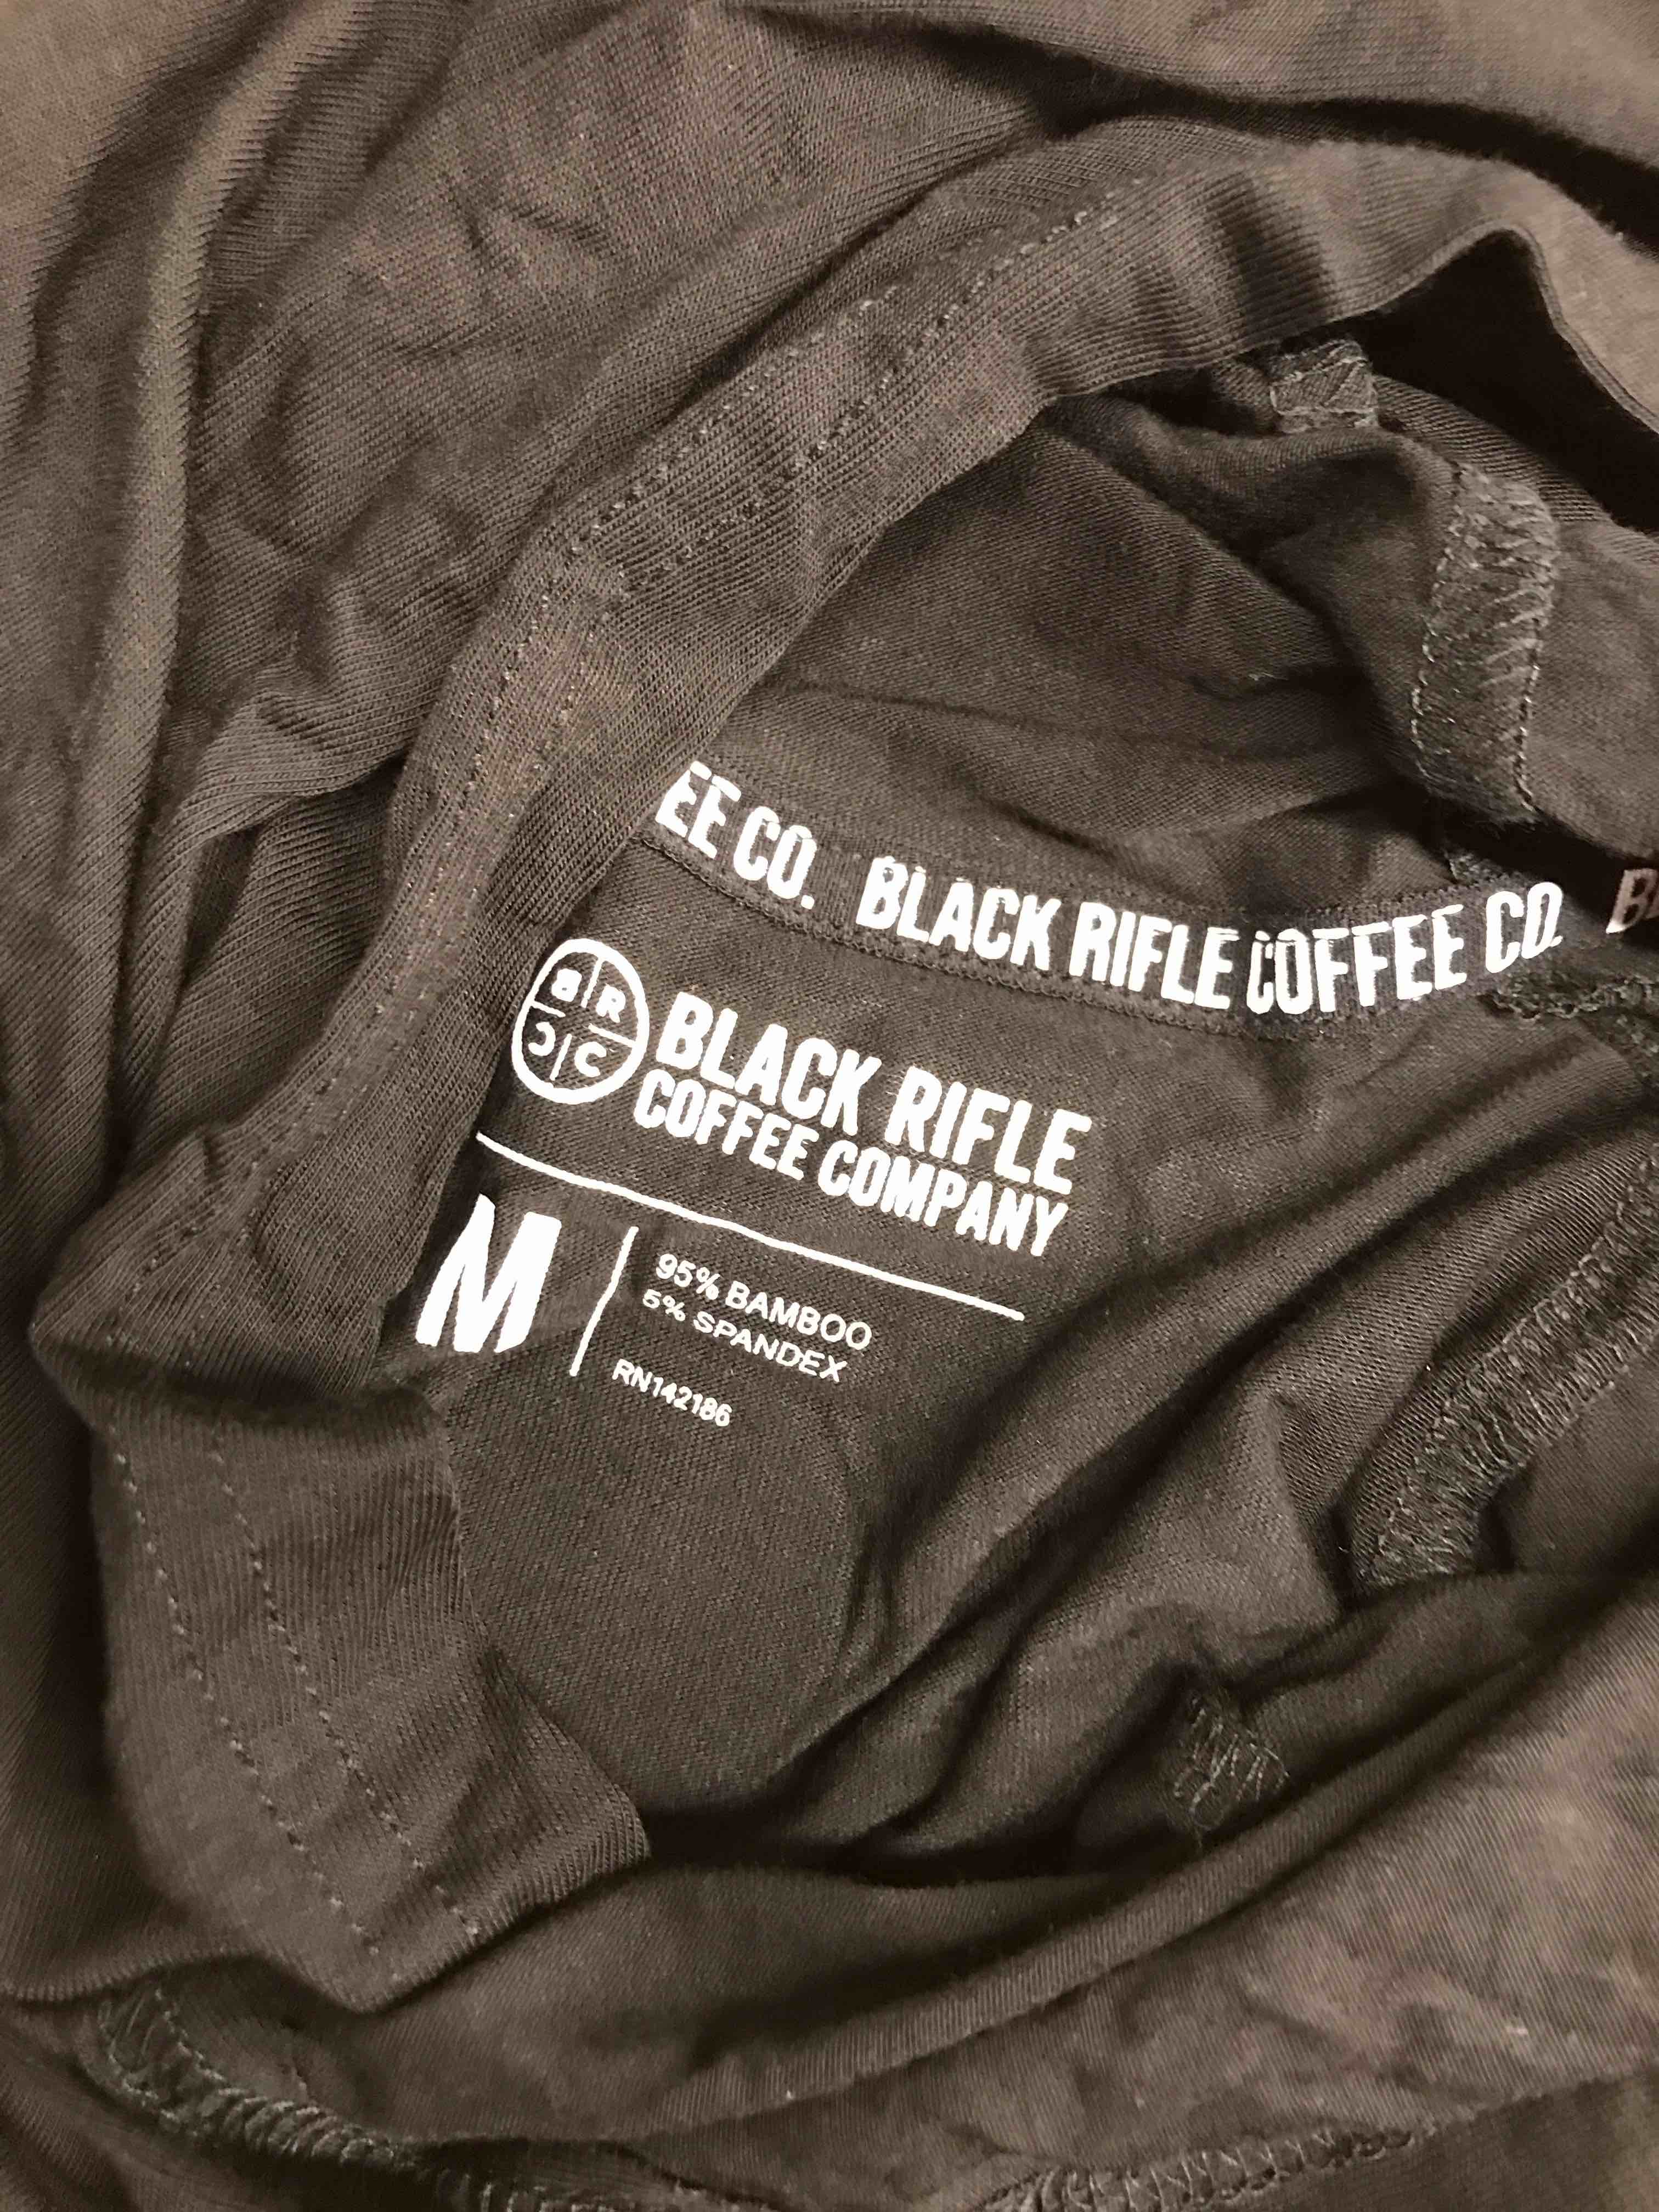 EE CO. BLACK RIFLE COFFEE CO. B
B R
C C
BLACK RIFLE
COFFEE COMPANY
M
95% BAMBOO
5% SPANDEX
RN142186